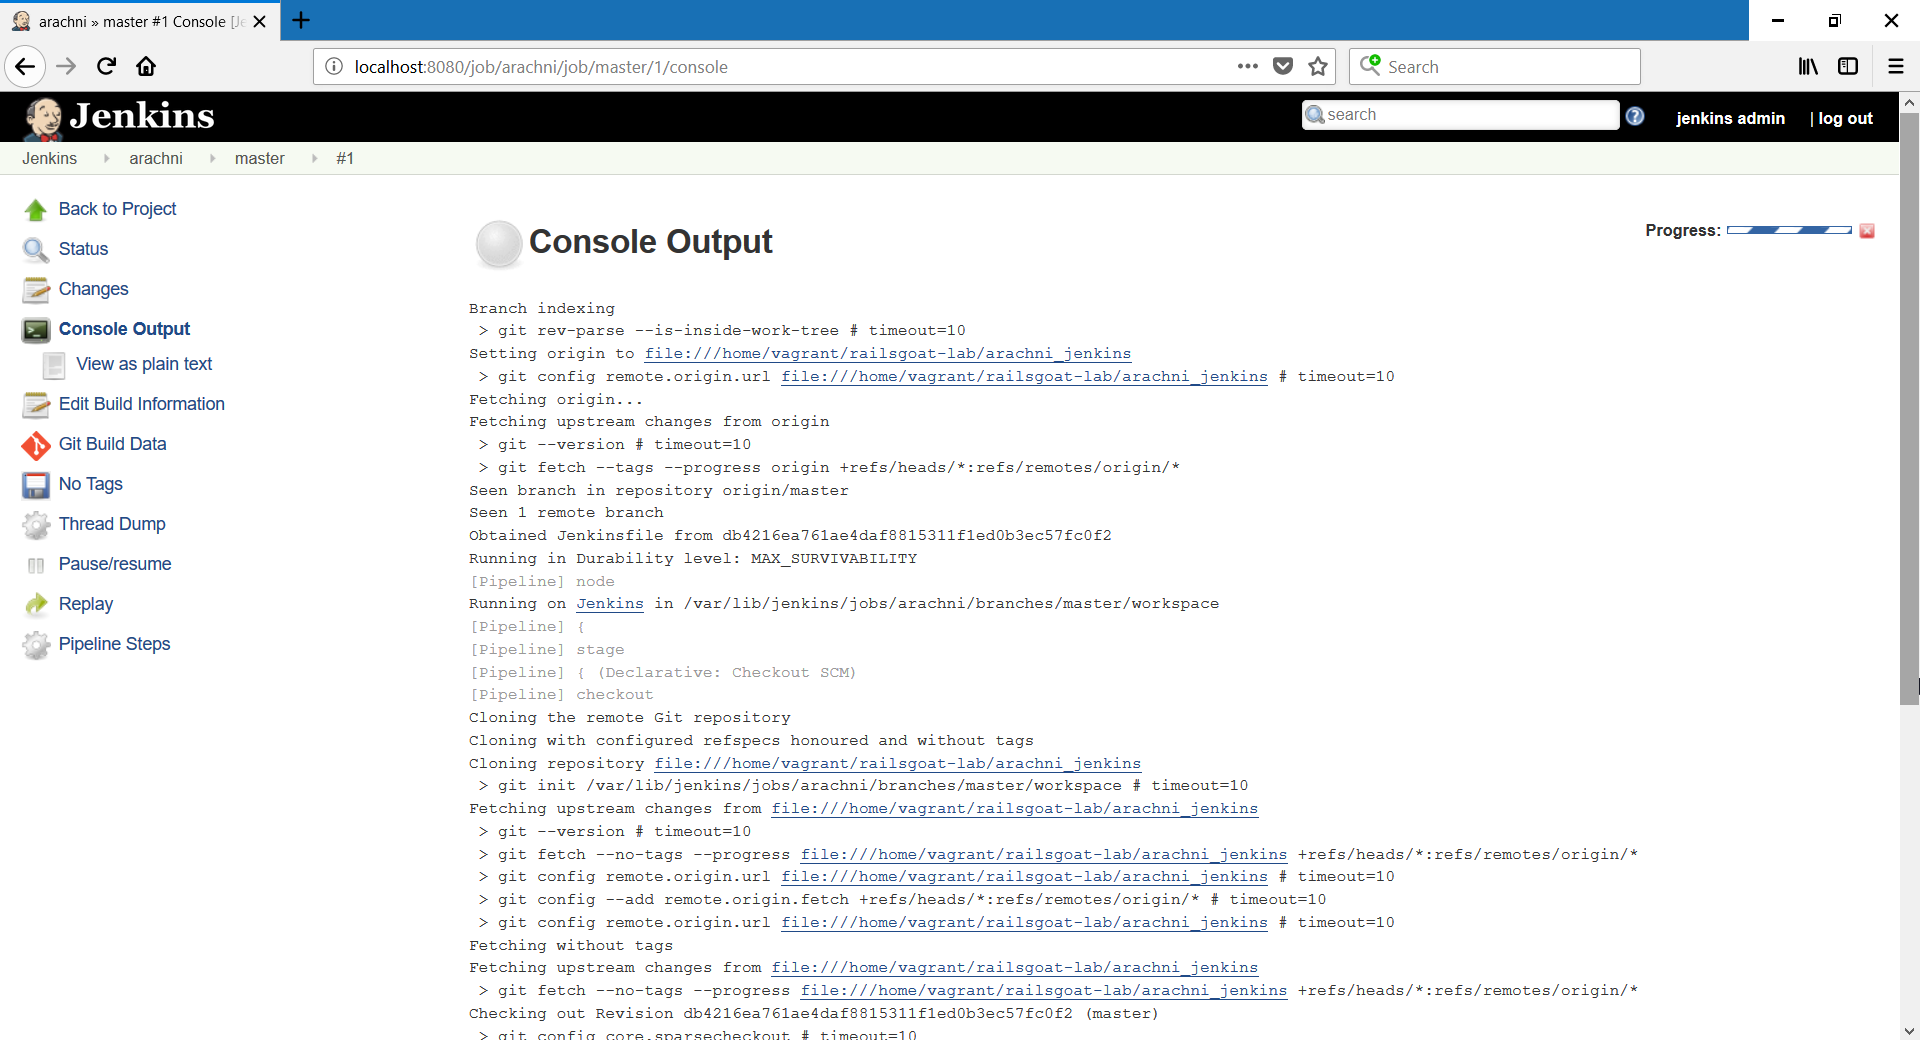 arachni » master #1 Console [Je
localhost:8080/job/arachni/job/master/1/console
Search
Jenkins
search
jenkins admin
| log out
Jenkins
arachni
master
#1
Back to Project
Status
Changes
Console Output
View as plain text
Edit Build Information
Git Build Data
No Tags
Thread Dump
Pause/resume
Replay
Pipeline Steps
Console Output
Progress:
Branch indexing
> git rev-parse --is-inside-work-tree # timeout=10
Setting origin to file:///home/vagrant/railsgoat-lab/arachni_jenkins
> git config remote.origin.url file:///home/vagrant/railsgoat-lab/arachni_jenkins # timeout=10
Fetching origin...
Fetching upstream changes from origin
> git --version # timeout=10
> git fetch --tags --progress origin +refs/heads/*:refs/remotes/origin/*
Seen branch in repository origin/master
Seen 1 remote branch
Obtained Jenkinsfile from db4216ea761ae4daf8815311f1ed0b3ec57fc0f2
Running in Durability level: MAX_SURVIVABILITY
[Pipeline] node
Running on Jenkins in /var/lib/jenkins/jobs/arachni/branches/master/workspace
[Pipeline] {
[Pipeline] stage
[Pipeline] { (Declarative: Checkout SCM)
[Pipeline] checkout
Cloning the remote Git repository
Cloning with configured refspecs honoured and without tags
Cloning repository file:///home/vagrant/railsgoat-lab/arachni_jenkins
> git init /var/lib/jenkins/jobs/arachni/branches/master/workspace # timeout=10
Fetching upstream changes from file:///home/vagrant/railsgoat-lab/arachni_jenkins
> git --version # timeout=10
> git fetch --no-tags --progress file:///home/vagrant/railsgoat-lab/arachni_jenkins +refs/heads/*:refs/remotes/origin/*
> git config remote.origin.url file:///home/vagrant/railsgoat-lab/arachni_jenkins # timeout=10
> git config --add remote.origin.fetch +refs/heads/*:refs/remotes/origin/* # timeout=10
> git config remote.origin.url file:///home/vagrant/railsgoat-lab/arachni_jenkins # timeout=10
Fetching without tags
Fetching upstream changes from file:///home/vagrant/railsgoat-lab/arachni_jenkins
> git fetch --no-tags --progress file:///home/vagrant/railsgoat-lab/arachni_jenkins +refs/heads/*:refs/remotes/origin/*
Checking out Revision db4216ea761ae4daf8815311f1ed0b3ec57fc0f2 (master)
> git config core.sparsecheckout # timeout=10